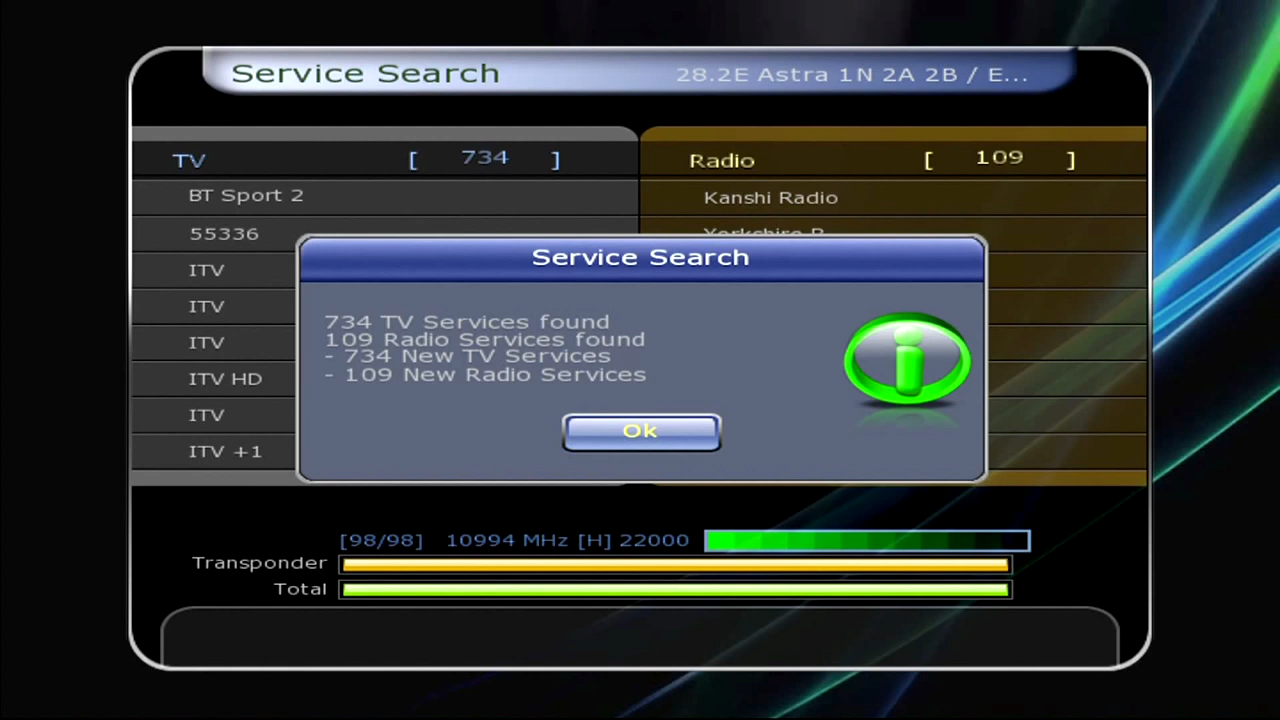 Service Search
28.2E Astra 1N 2A 2B / E...
TV [ 734 ]
Radio [ 109 ]
BT Sport 2
Kanshi Radio
55336
ITV
ITV
ITV
ITV HD
ITV
ITV +1
Service Search
734 TV Services found
109 Radio Services found
- 734 New TV Services
- 109 New Radio Services
Ok
[98/98] 10994 MHz [H] 22000
Transponder
Total